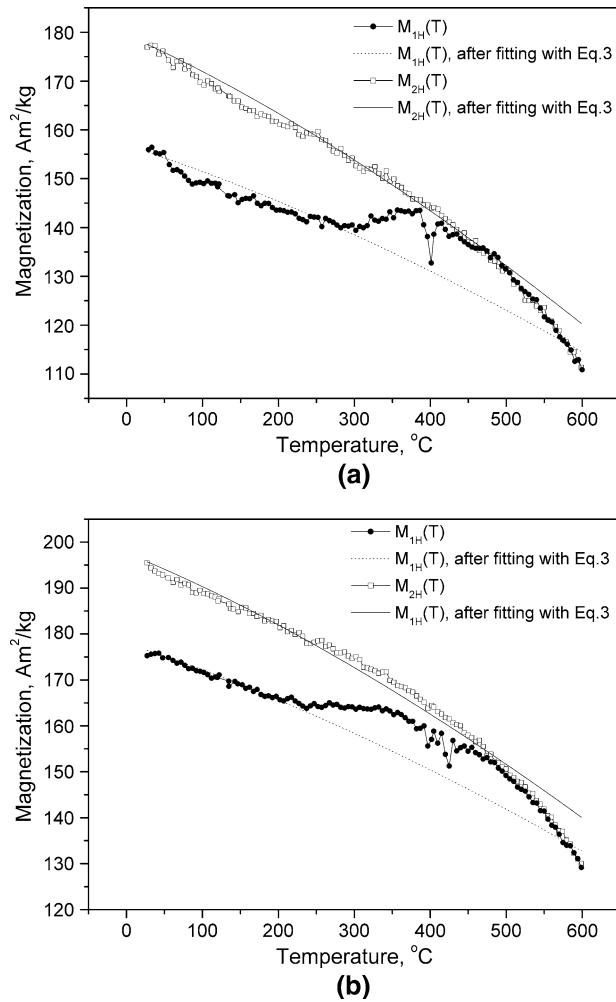 M1H(T)
M1H(T), after fitting with Eq.3
M2H(T)
M2H(T), after fitting with Eq.3
180
170
160
150
140
130
120
110
Magnetization, Am²/kg
0
100
200
300
400
500
600
Temperature, °C
(a)
M1H(T)
M1H(T), after fitting with Eq.3
M2H(T)
M1H(T), after fitting with Eq.3
200
190
180
170
160
150
140
130
120
Magnetization, Am²/kg
0
100
200
300
400
500
600
Temperature, °C
(b)